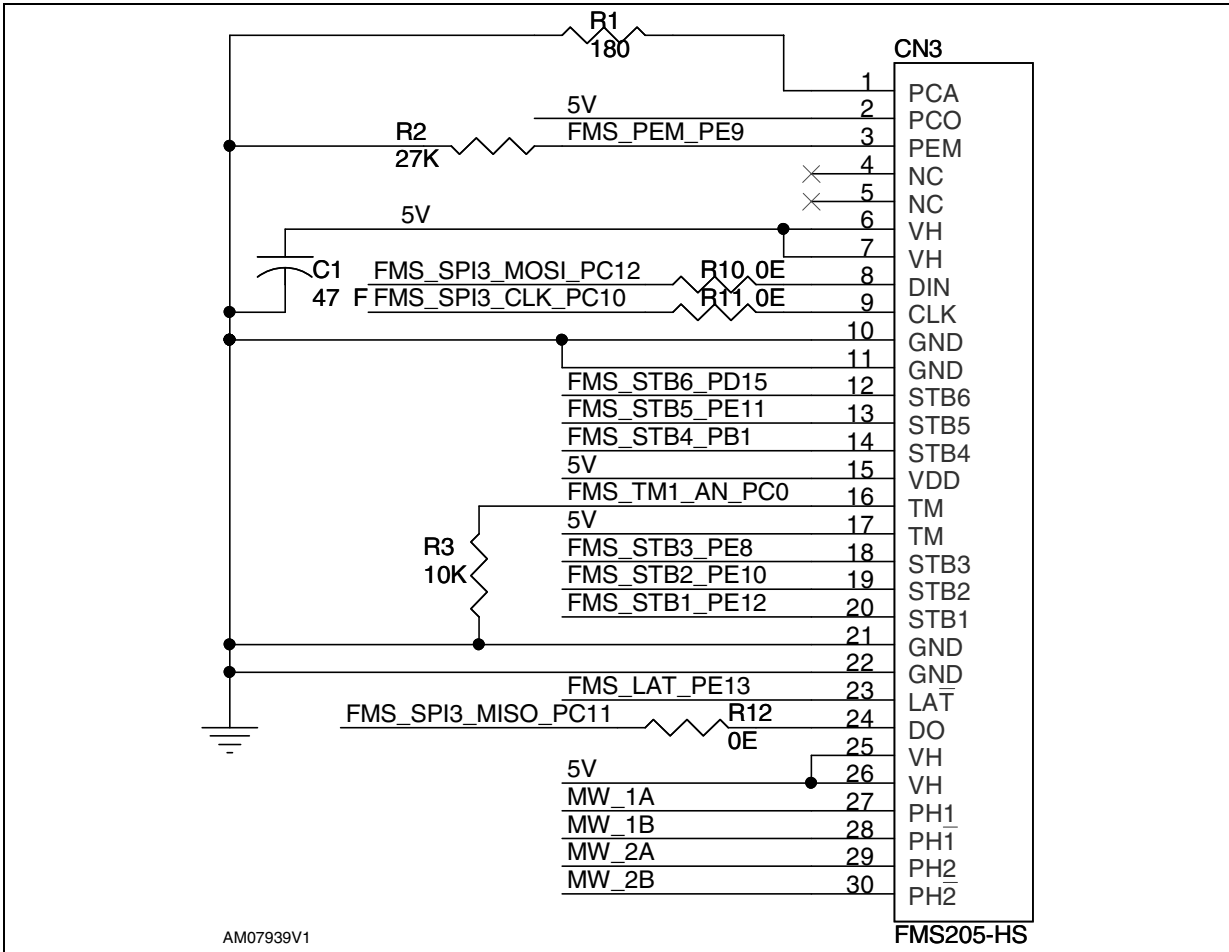 R1
180
CN3
1 PCA
5V 2 PCO
R2 FMS_PEM_PE9 3 PEM
27K
4 NC
5 NC
5V 6 VH
7 VH
C1 FMS_SPI3_MOSI_PC12 R10 0E 8 DIN
47 F FMS_SPI3_CLK_PC10 R11 0E 9 CLK
10 GND
11 GND
FMS_STB6_PD15 12 STB6
FMS_STB5_PE11 13 STB5
FMS_STB4_PB1 14 STB4
5V 15 VDD
FMS_TM1_AN_PC0 16 TM
5V 17 TM
R3 FMS_STB3_PE8 18 STB3
10K FMS_STB2_PE10 19 STB2
FMS_STB1_PE12 20 STB1
21 GND
22 GND
FMS_LAT_PE13 23 LAT̅
FMS_SPI3_MISO_PC11 R12 24 DO
0E
25 VH
5V 26 VH
MW_1A 27 PH1
MW_1B 28 PH1̅
MW_2A 29 PH2
MW_2B 30 PH2̅
AM07939V1
FMS205-HS